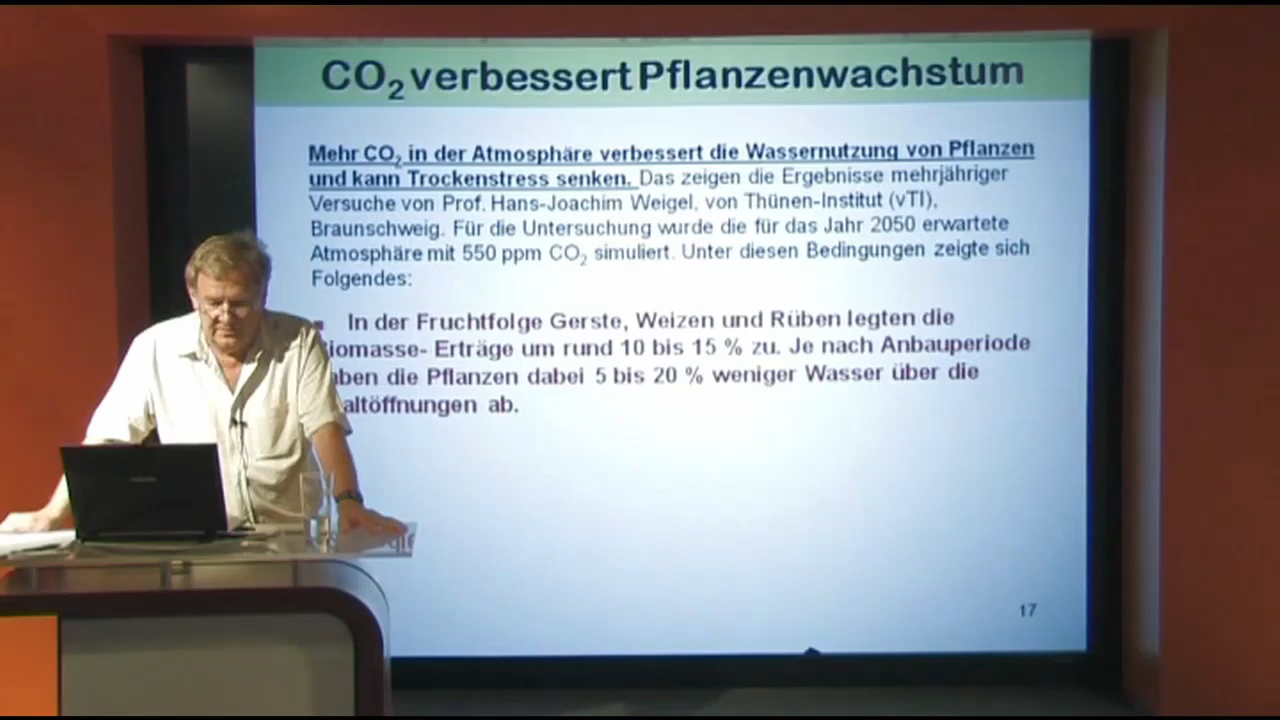 CO₂ verbessert Pflanzenwachstum
Mehr CO₂ in der Atmosphäre verbessert die Wassernutzung von Pflanzen
und kann Trockenstress senken. Das zeigen die Ergebnisse mehrjähriger
Versuche von Prof. Hans-Joachim Weigel, von Thünen-Institut (vTI),
Braunschweig. Für die Untersuchung wurde die für das Jahr 2050 erwartete
Atmosphäre mit 550 ppm CO₂ simuliert. Unter diesen Bedingungen zeigte sich
Folgendes:
In der Fruchtfolge Gerste, Weizen und Rüben legten die
iomasse- Erträge um rund 10 bis 15 % zu. Je nach Anbauperiode
ben die Pflanzen dabei 5 bis 20 % weniger Wasser über die
altöffnungen ab.
17